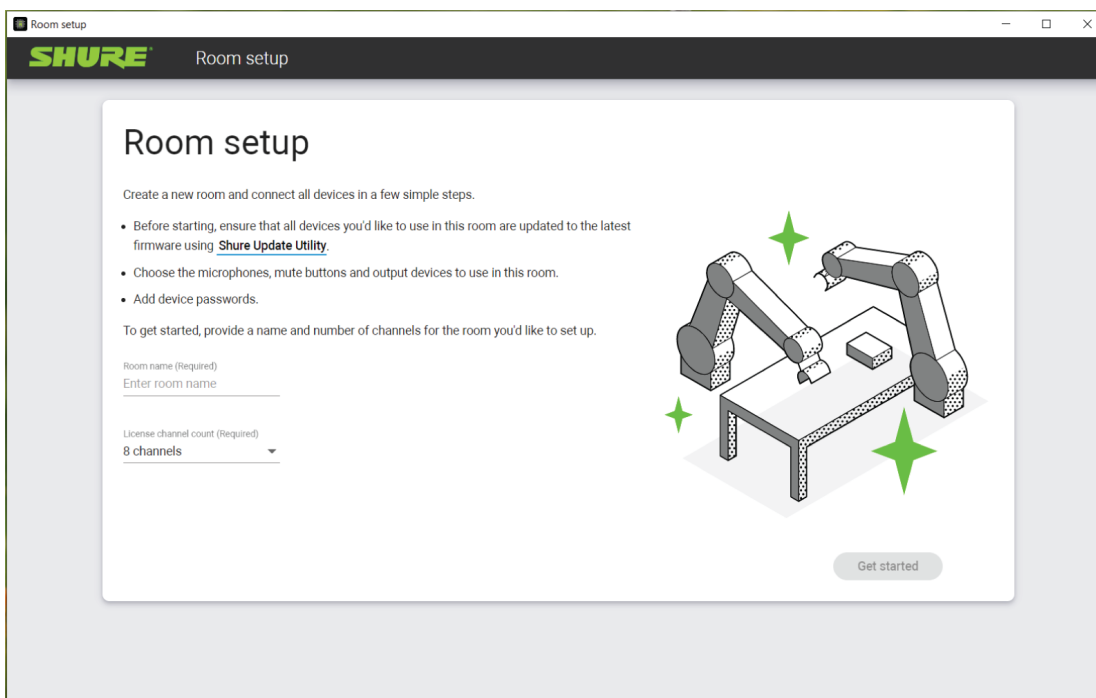 Room setup
SHURE Room setup
Room setup
Create a new room and connect all devices in a few simple steps.
• Before starting, ensure that all devices you'd like to use in this room are updated to the latest
firmware using Shure Update Utility.
• Choose the microphones, mute buttons and output devices to use in this room.
• Add device passwords.
To get started, provide a name and number of channels for the room you'd like to set up.
Room name (Required)
Enter room name
License channel count (Required)
8 channels
Get started